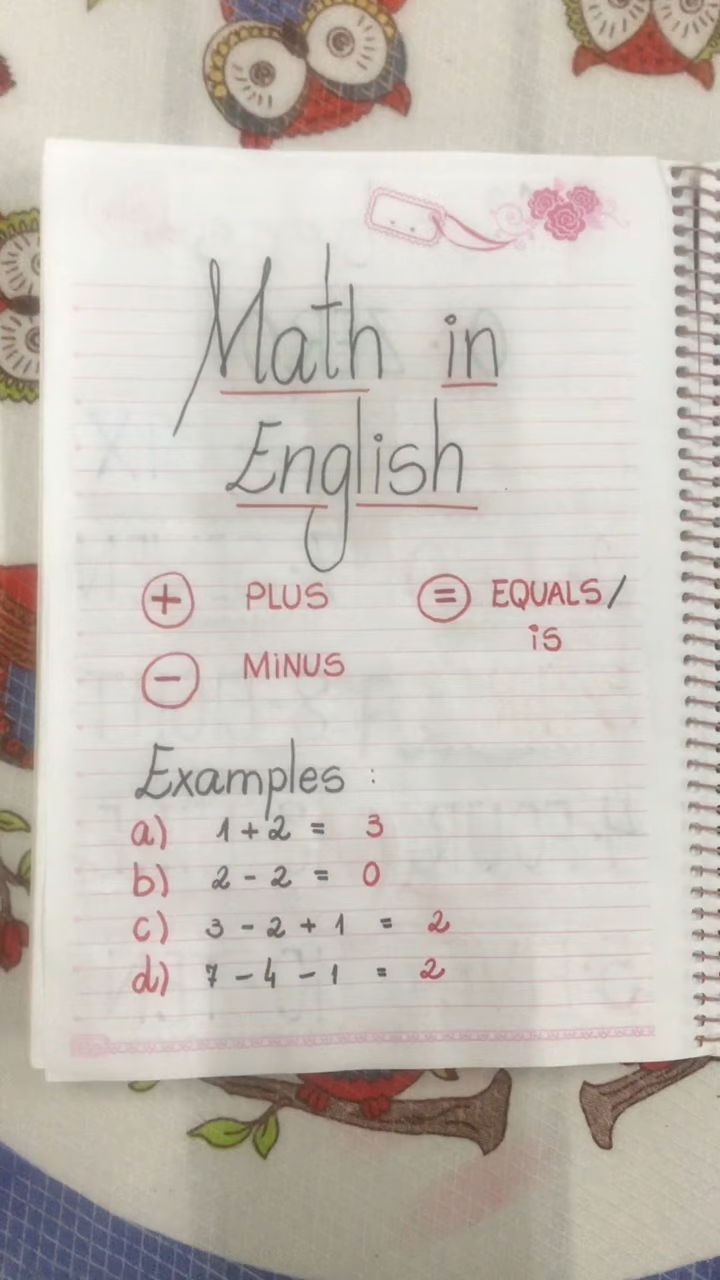 Math in
English
+ PLUS = EQUALS/
is
- MiNUS
Examples :
a) 1 + 2 = 3
b) 2 - 2 = 0
c) 3 - 2 + 1 = 2
d) 7 - 4 - 1 = 2